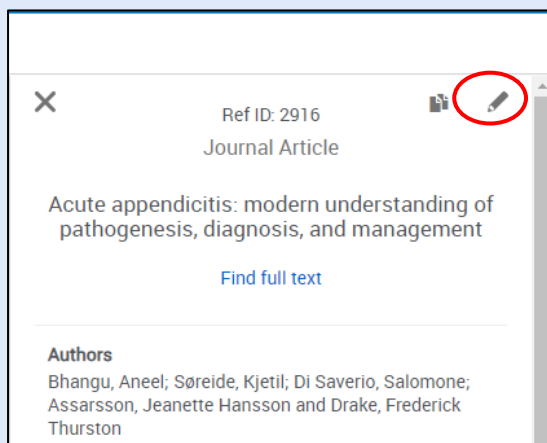 Ref ID: 2916
Journal Article
Acute appendicitis: modern understanding of
pathogenesis, diagnosis, and management
Find full text
Authors
Bhangu, Aneel; Søreide, Kjetil; Di Saverio, Salomone;
Assarsson, Jeanette Hansson and Drake, Frederick
Thurston